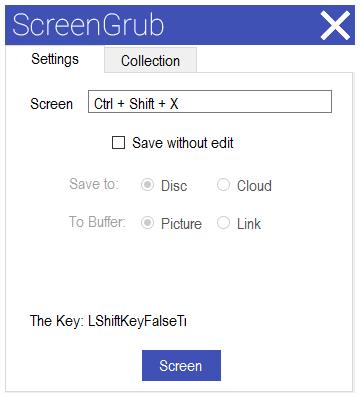 ScreenGrub
Settings Collection
Screen Ctrl + Shift + X
Save without edit
Save to: Disc Cloud
To Buffer: Picture Link
The Key: LShiftKeyFalseTr
Screen